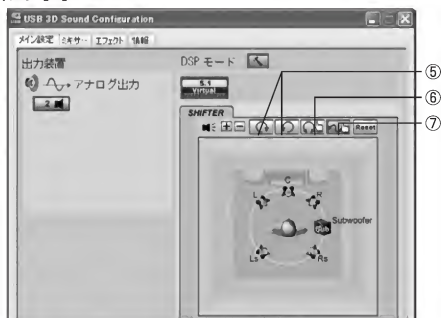 USB 3D Sound Configuration
メイン設定 ミキサー エフェクト 情報
出力装置
アナログ出力
2
DSP モード
5.1
Virtual
SHIFTER
Reset
⑤
⑥
⑦
C
L R
Subwoofer
Sub
Ls Rs